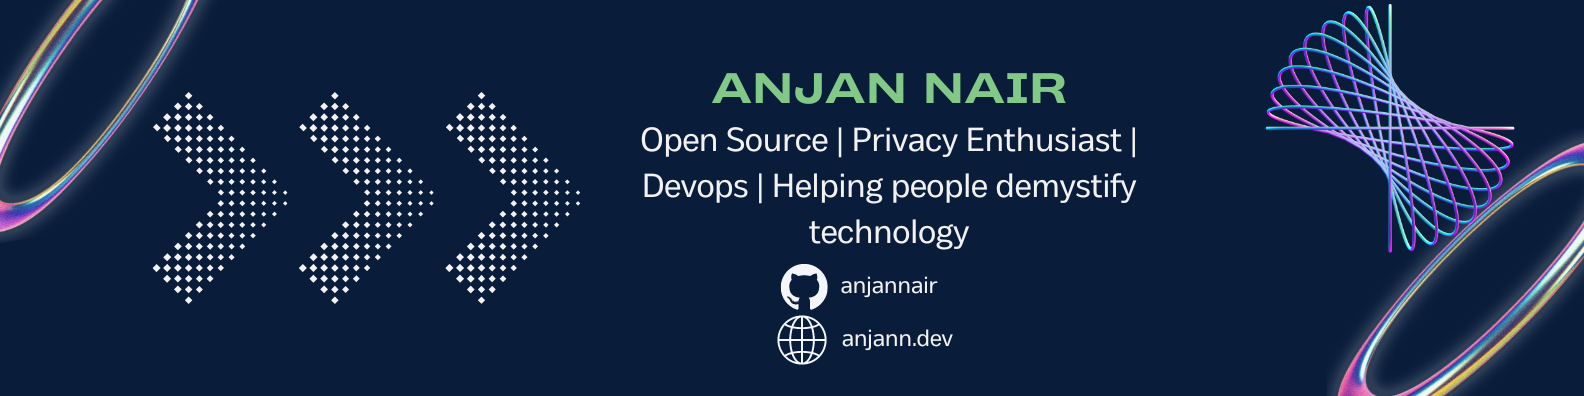 ANJAN NAIR
Open Source | Privacy Enthusiast |
Devops | Helping people demystify
technology
anjannair
anjann.dev